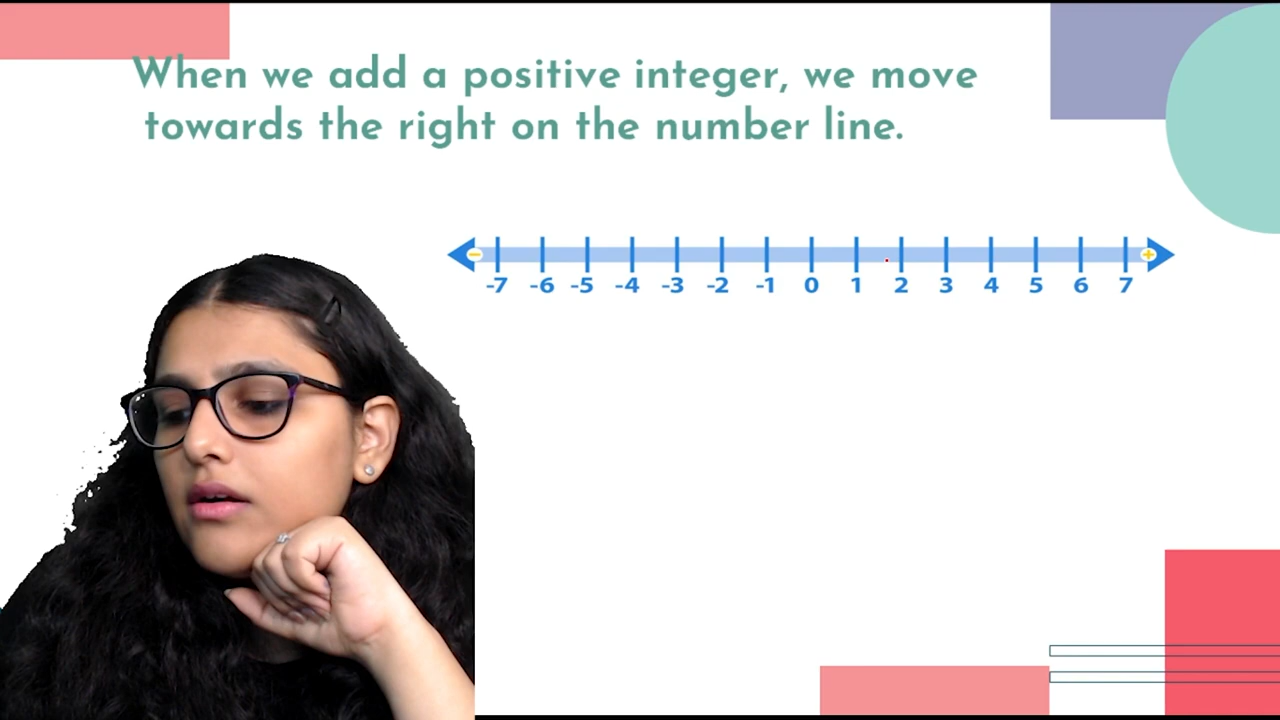 When we add a positive integer, we move
towards the right on the number line.
− +
-7 -6 -5 -4 -3 -2 -1 0 1 2 3 4 5 6 7